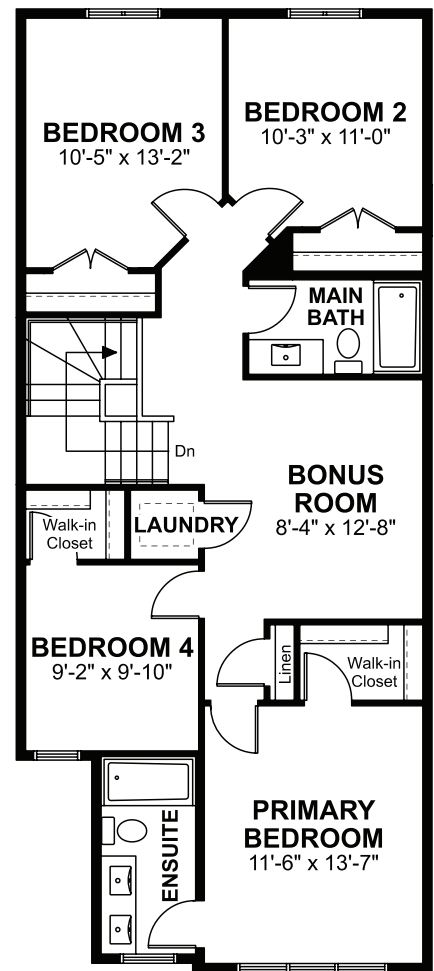 BEDROOM 3
10'-5" x 13'-2"
BEDROOM 2
10'-3" x 11'-0"
MAIN
BATH
Dn
BONUS
ROOM
8'-4" x 12'-8"
Walk-in
Closet
LAUNDRY
BEDROOM 4
9'-2" x 9'-10"
Linen
Walk-in
Closet
PRIMARY
BEDROOM
11'-6" x 13'-7"
ENSUITE